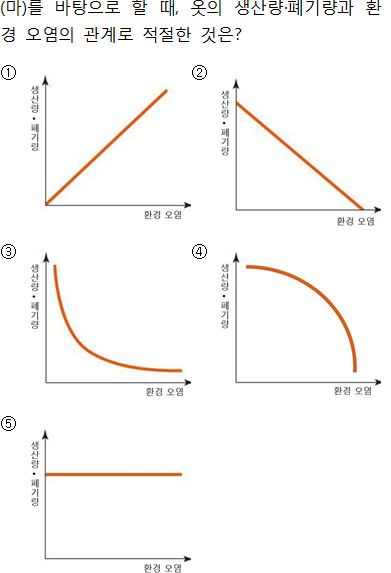 (마)를 바탕으로 할 때, 옷의 생산량·폐기량과 환
경 오염의 관계로 적절한 것은?
① ②
생산량·폐기량
환경 오염
생산량·폐기량
환경 오염
③ ④
생산량·폐기량
환경 오염
생산량·폐기량
환경 오염
⑤
생산량·폐기량
환경 오염